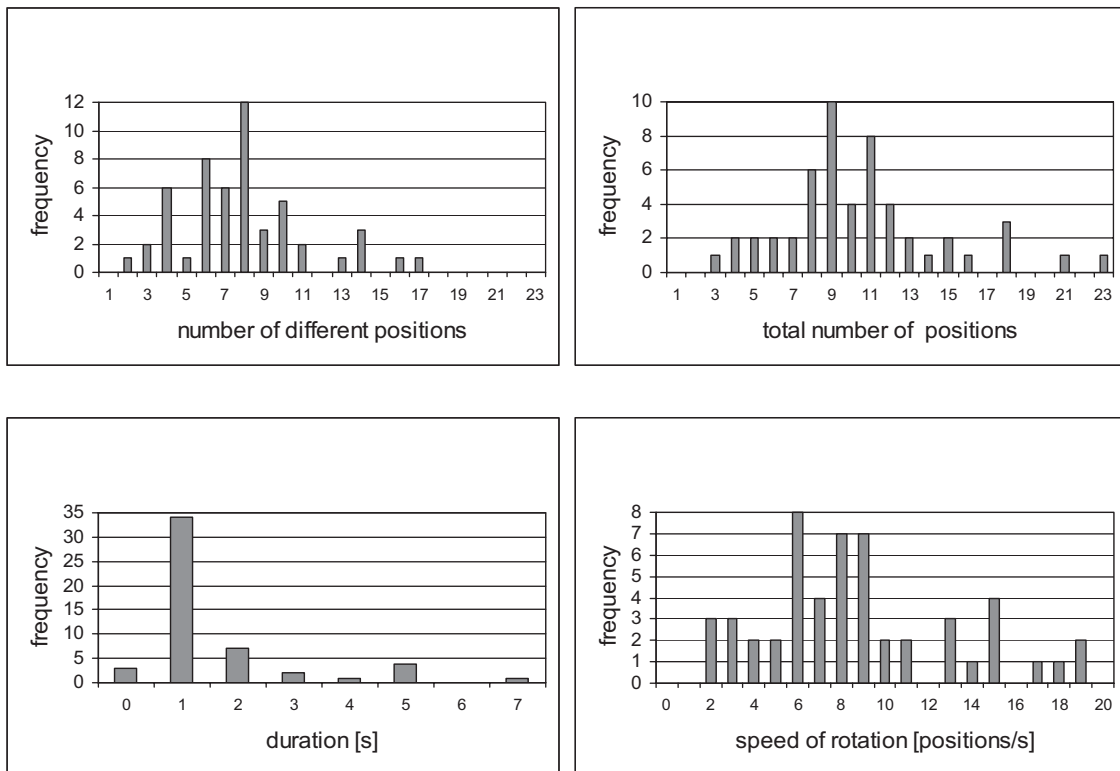 12
10
8
6
4
2
0
frequency
1 3 5 7 9 11 13 15 17 19 21 23
number of different positions
10
8
6
4
2
0
frequency
1 3 5 7 9 11 13 15 17 19 21 23
total number of positions
35
30
25
20
15
10
5
0
frequency
0 1 2 3 4 5 6 7
duration [s]
8
7
6
5
4
3
2
1
0
frequency
0 2 4 6 8 10 12 14 16 18 20
speed of rotation [positions/s]